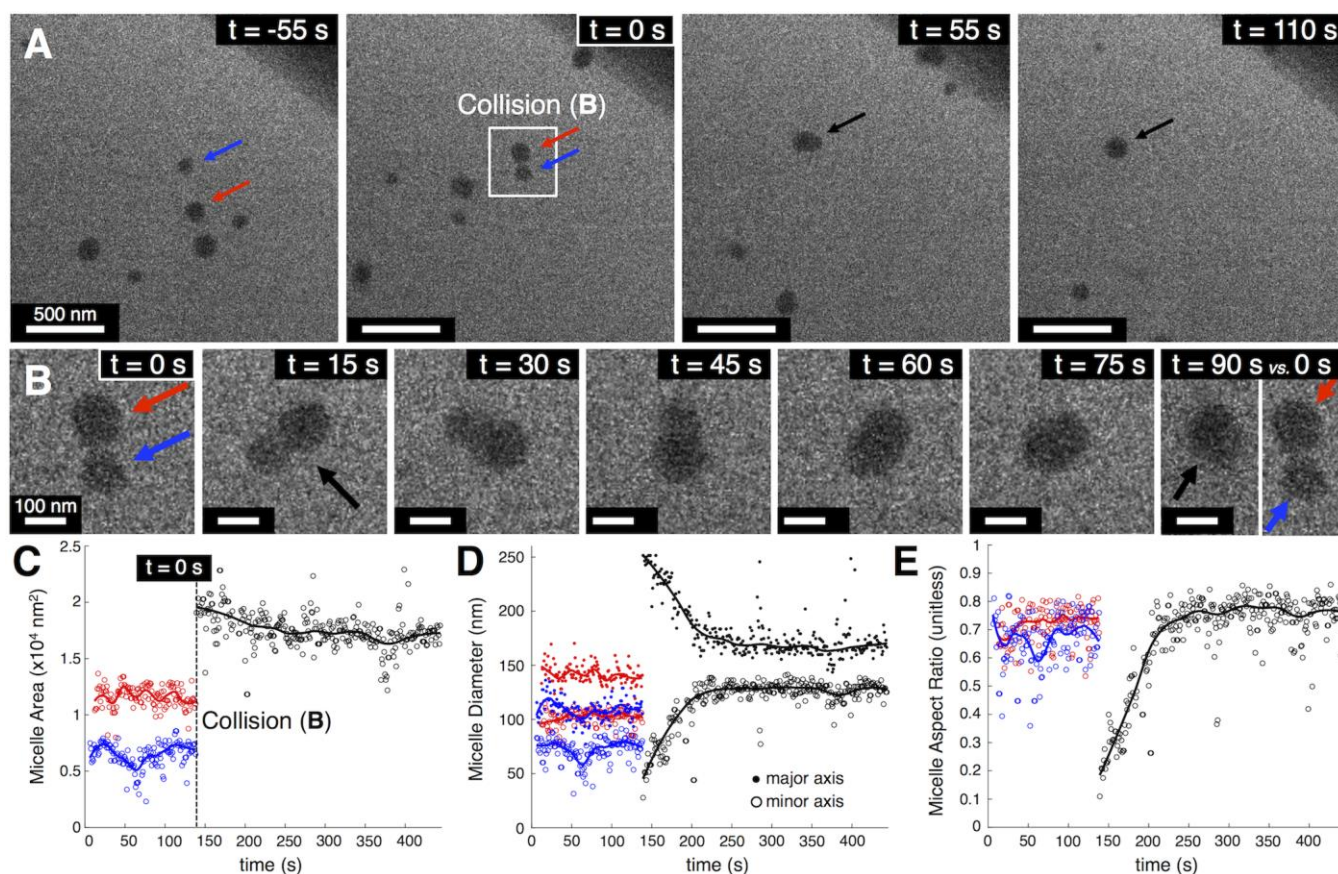 A
t = -55 s
t = 0 s
55 s
t = 110 s
Collision (B)
500 nm
B
t = 0 s
t = 15 s
t = 30 s
t = 45 s
t = 60 s
t = 75 s
t = 90 s vs. 0 s
100 nm
C
2.5
2
1.5
1
0.5
0
Micelle Area (x10⁴ nm²)
t = 0 s
Collision (B)
0 50 100 150 200 250 300 350 400
time (s)
D
250
200
150
100
50
0
Micelle Diameter (nm)
major axis
minor axis
0 50 100 150 200 250 300 350 400
time (s)
E
1
0.9
0.8
0.7
0.6
0.5
0.4
0.3
0.2
0.1
0
Micelle Aspect Ratio (unitless)
0 50 100 150 200 250 300 350 400
time (s)